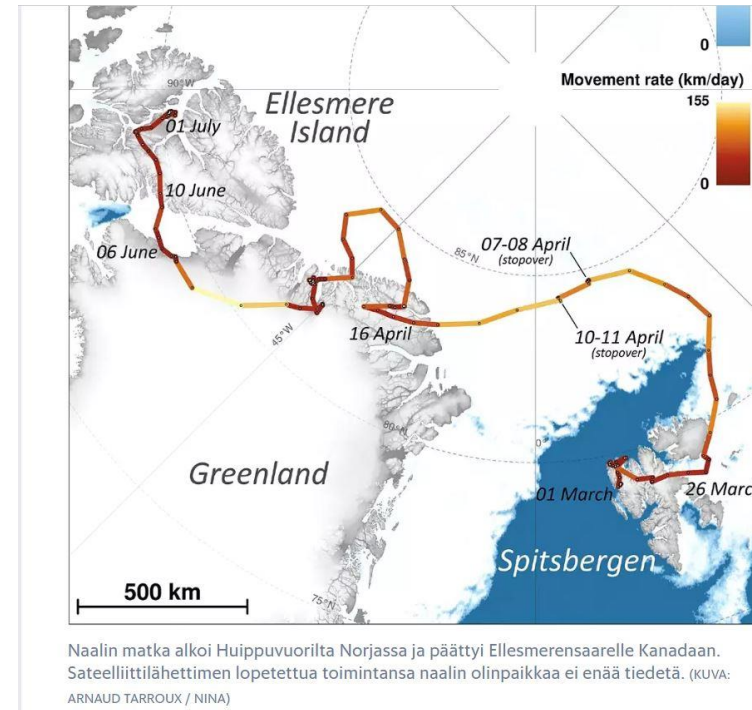 0
Movement rate (km/day)
155
0
90°W
Ellesmere
Island
01 July
10 June
06 June
07-08 April
(stopover)
85°N
10-11 April
(stopover)
16 April
45°W
80°N
0
Greenland
01 March
26 Marc
Spitsbergen
500 km
75°N
Naalin matka alkoi Huippuvuorilta Norjassa ja päättyi Ellesmerensaarelle Kanadaan.
Sateelliittilähettimen lopetettua toimintansa naalin olinpaikkaa ei enää tiedetä. (KUVA:
ARNAUD TARROUX / NINA)